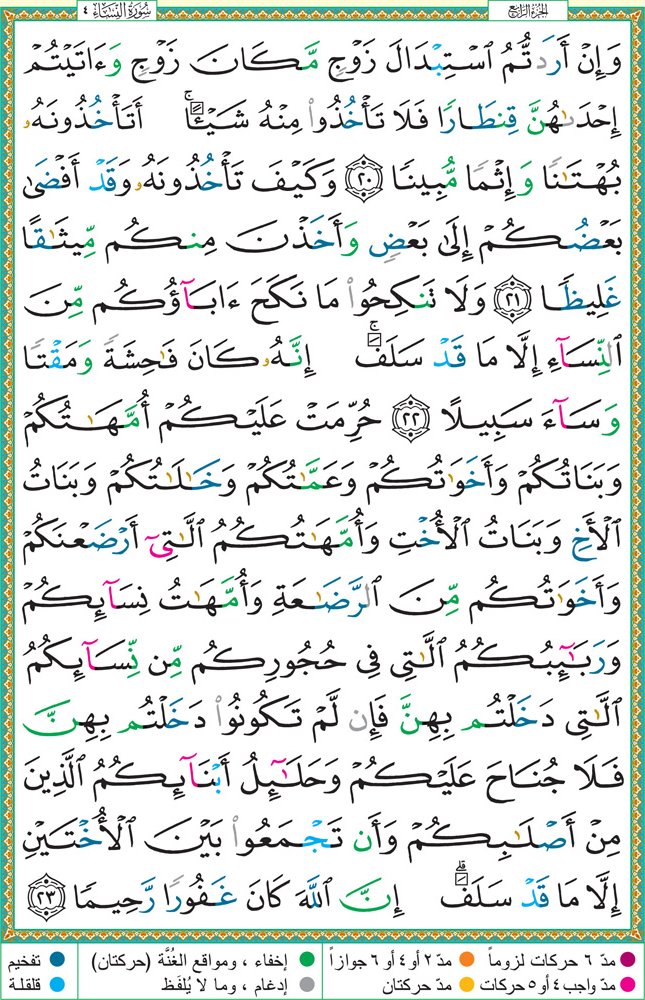 الجزء الرابع
سُورَةُ النِّسَاءِ ٤
وَإِنْ أَرَدتُّمُ ٱسْتِبْدَالَ زَوْجٍ مَّكَانَ زَوْجٍ وَءَاتَيْتُمْ
إِحْدَىٰهُنَّ قِنطَارًا فَلَا تَأْخُذُوا۟ مِنْهُ شَيْـًٔا ۚ أَتَأْخُذُونَهُۥ
بُهْتَـٰنًا وَإِثْمًا مُّبِينًا ٢٠ وَكَيْفَ تَأْخُذُونَهُۥ وَقَدْ أَفْضَىٰ
بَعْضُكُمْ إِلَىٰ بَعْضٍ وَأَخَذْنَ مِنكُم مِّيثَـٰقًا
غَلِيظًا ٢١ وَلَا تَنكِحُوا۟ مَا نَكَحَ ءَابَآؤُكُم مِّنَ
ٱلنِّسَآءِ إِلَّا مَا قَدْ سَلَفَ ۚ إِنَّهُۥ كَانَ فَـٰحِشَةً وَمَقْتًا
وَسَآءَ سَبِيلًا ٢٢ حُرِّمَتْ عَلَيْكُمْ أُمَّهَـٰتُكُمْ
وَبَنَاتُكُمْ وَأَخَوَٰتُكُمْ وَعَمَّـٰتُكُمْ وَخَـٰلَـٰتُكُمْ وَبَنَاتُ
ٱلْأَخِ وَبَنَاتُ ٱلْأُخْتِ وَأُمَّهَـٰتُكُمُ ٱلَّـٰتِىٓ أَرْضَعْنَكُمْ
وَأَخَوَٰتُكُم مِّنَ ٱلرَّضَـٰعَةِ وَأُمَّهَـٰتُ نِسَآئِكُمْ
وَرَبَـٰٓئِبُكُمُ ٱلَّـٰتِى فِى حُجُورِكُم مِّن نِّسَآئِكُمُ
ٱلَّـٰتِى دَخَلْتُم بِهِنَّ فَإِن لَّمْ تَكُونُوا۟ دَخَلْتُم بِهِنَّ
فَلَا جُنَاحَ عَلَيْكُمْ وَحَلَـٰٓئِلُ أَبْنَآئِكُمُ ٱلَّذِينَ
مِنْ أَصْلَـٰبِكُمْ وَأَن تَجْمَعُوا۟ بَيْنَ ٱلْأُخْتَيْنِ
إِلَّا مَا قَدْ سَلَفَ ۗ إِنَّ ٱللَّهَ كَانَ غَفُورًا رَّحِيمًا ٢٣
مدّ ٦ حركات لزوماً مدّ ٢ أو ٤ أو ٦ جوازاً إخفاء ، ومواقع الغُنَّة (حركتان) تفخيم
مدّ واجب ٤ أو ٥ حركات مدّ حركتان إدغام ، وما لا يُلفَظ قلقلة